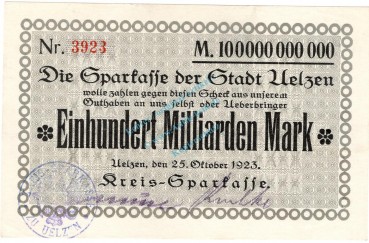 Nr. 3923 M. 100000000000
Die Sparkasse der Stadt Uelzen
wolle zahlen gegen diesen Scheck aus unserem
Guthaben an uns selbst oder Ueberbringer
Einhundert Milliarden Mark
Uelzen, den 25. Oktober 1923.
Kreis-Sparkasse.
UELZEN